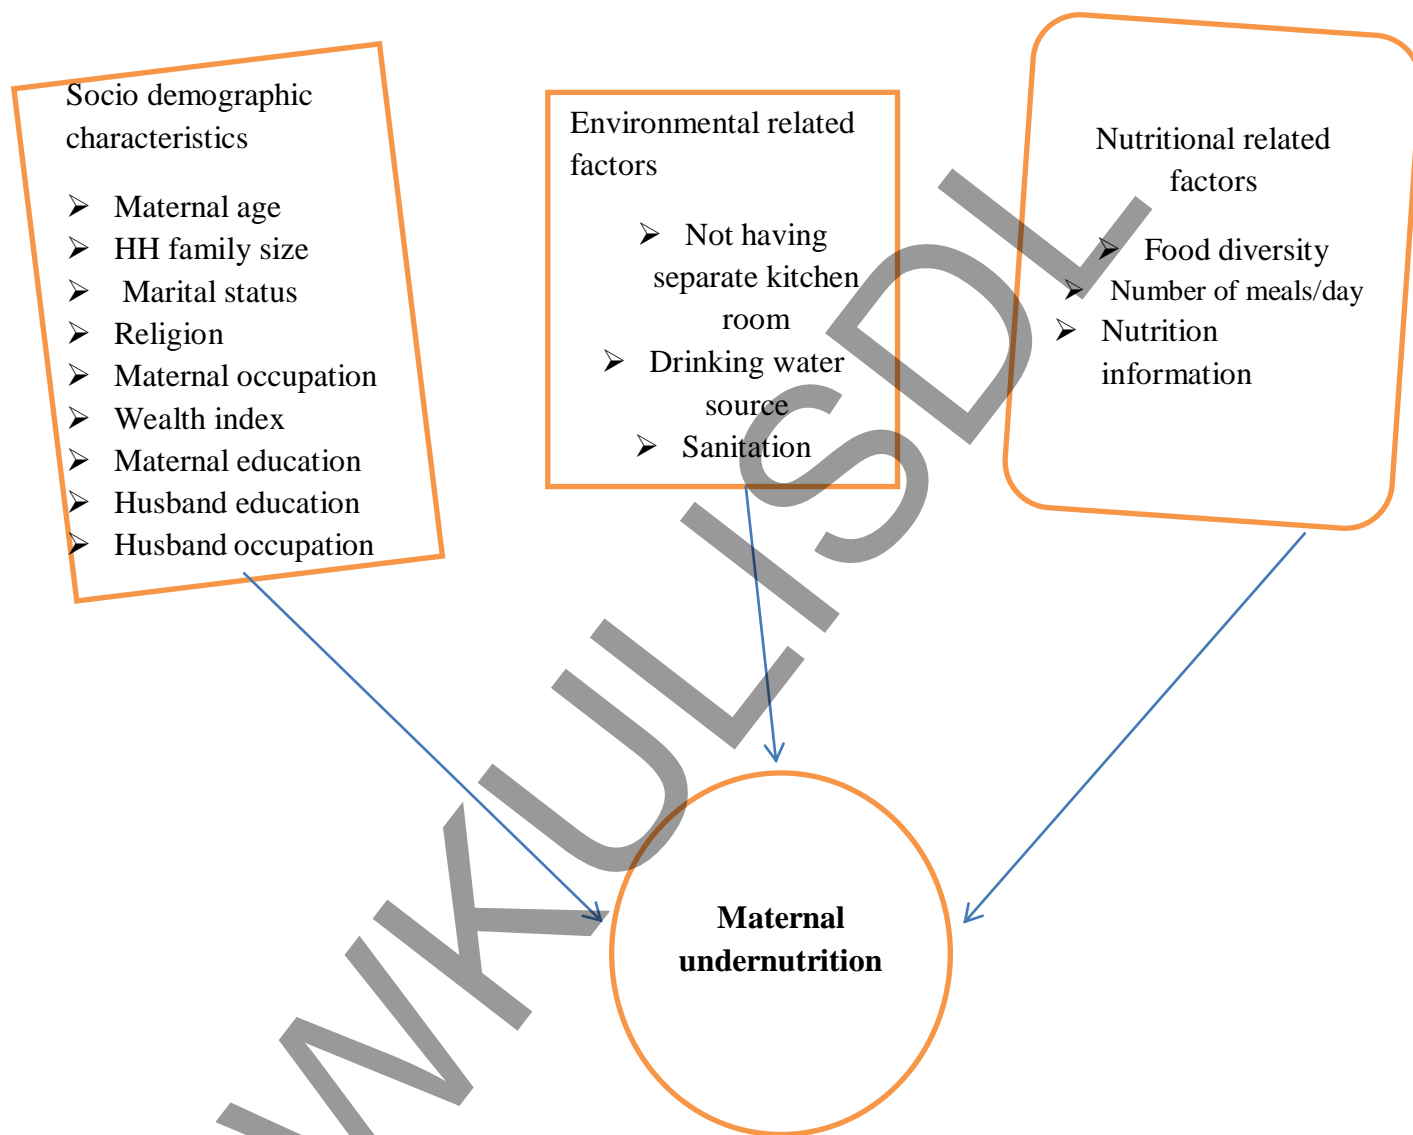 Socio demographic
characteristics
➢ Maternal age
➢ HH family size
➢ Marital status
➢ Religion
➢ Maternal occupation
➢ Wealth index
➢ Maternal education
➢ Husband education
➢ Husband occupation
Environmental related
factors
➢ Not having
separate kitchen
room
➢ Drinking water
source
➢ Sanitation
Nutritional related
factors
➢ Food diversity
➢ Number of meals/day
➢ Nutrition
information
Maternal
undernutrition
WKULISDL